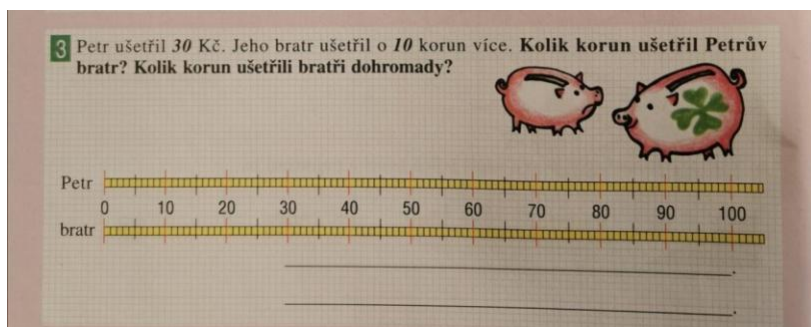 3 Petr ušetřil 30 Kč. Jeho bratr ušetřil o 10 korun více. Kolik korun ušetřil Petrův
bratr? Kolik korun ušetřili bratři dohromady?
Petr
0 10 20 30 40 50 60 70 80 90 100
bratr